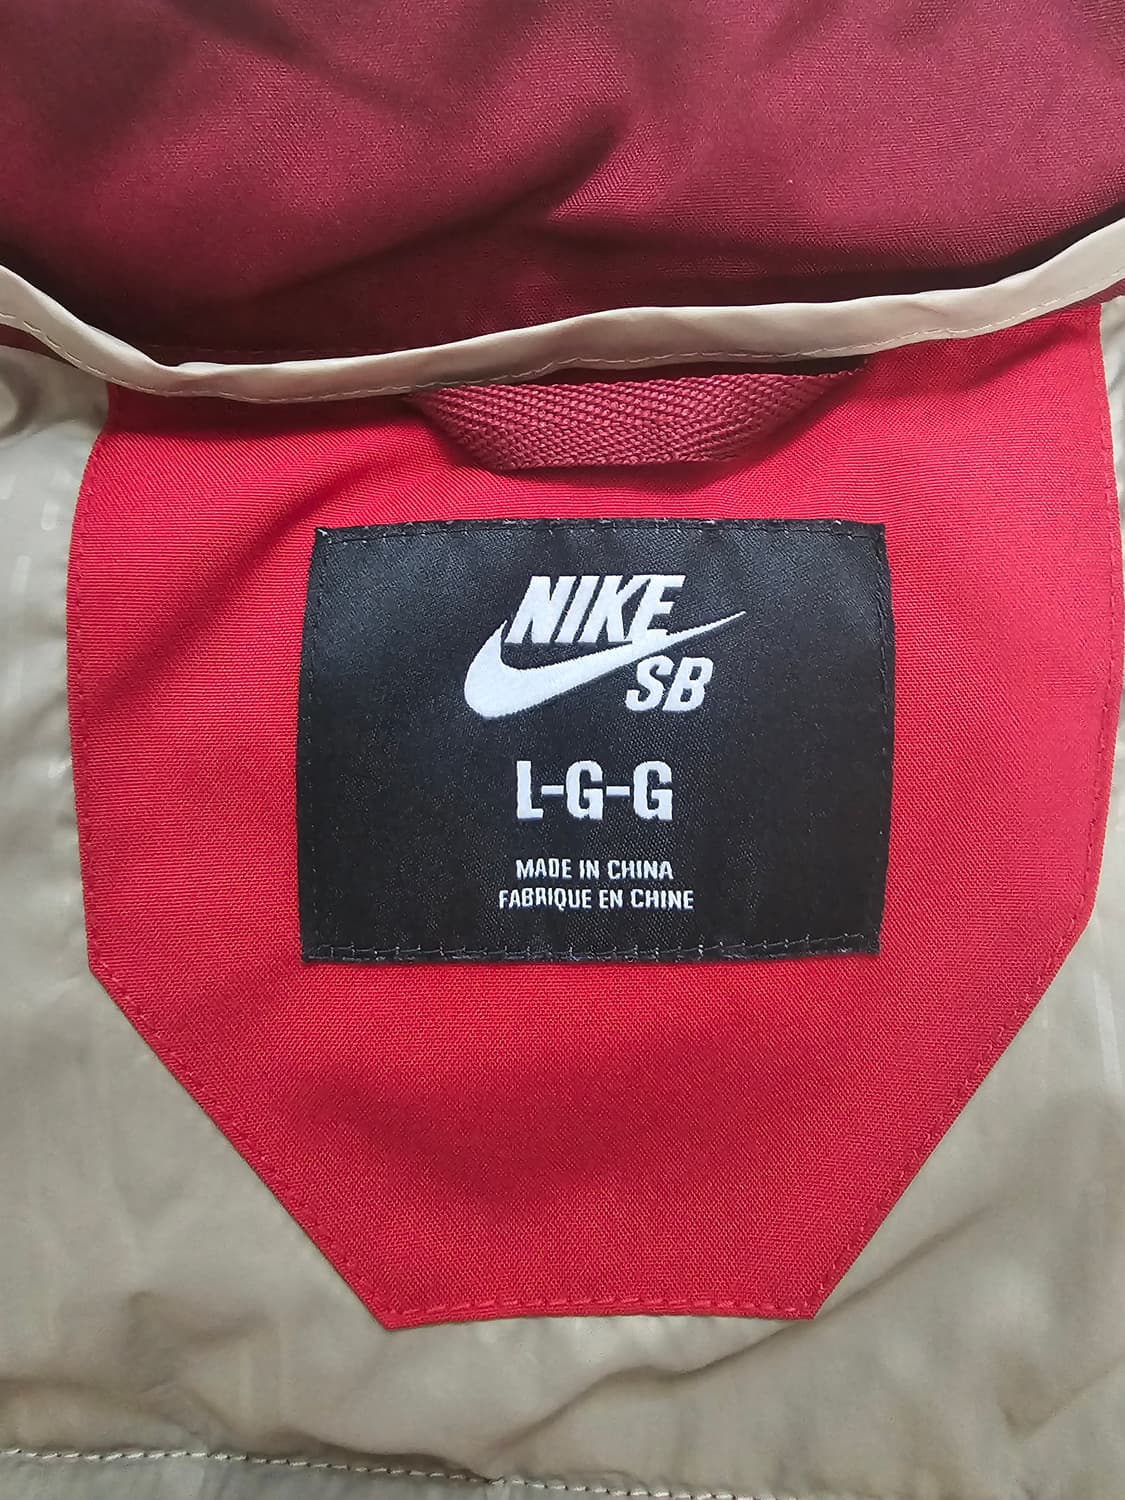 NIKE
SB
L-G-G
MADE IN CHINA
FABRIQUE EN CHINE